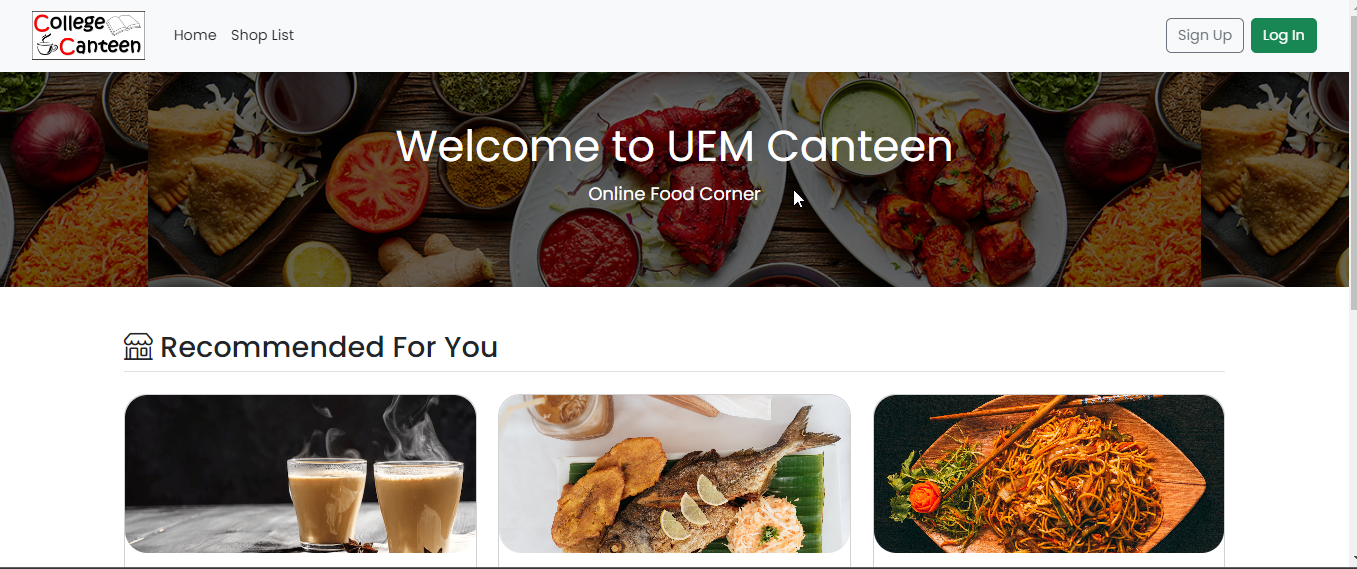 College
Canteen
Home
Shop List
Sign Up
Log In
Welcome to UEM Canteen
Online Food Corner
Recommended For You